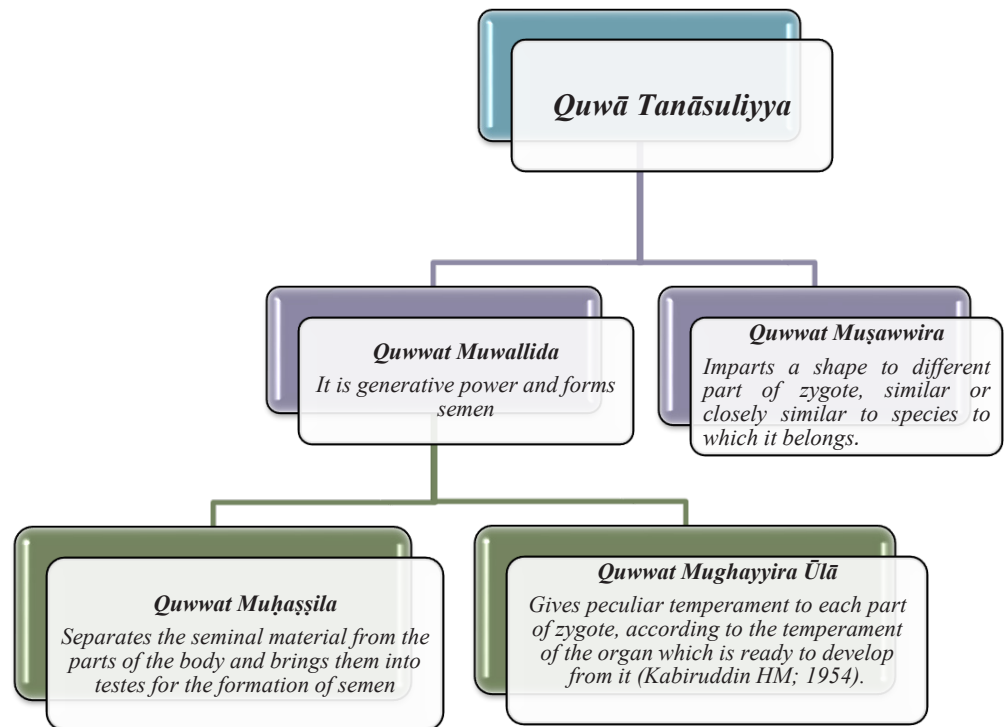 Quwā Tanāsuliyya
Quwwat Muwallida
It is generative power and forms
semen
Quwwat Muṣawwira
Imparts a shape to different
part of zygote, similar or
closely similar to species to
which it belongs.
Quwwat Muḥaṣṣila
Separates the seminal material from the
parts of the body and brings them into
testes for the formation of semen
Quwwat Mughayyira Ūlā
Gives peculiar temperament to each part
of zygote, according to the temperament
of the organ which is ready to develop
from it (Kabiruddin HM; 1954).